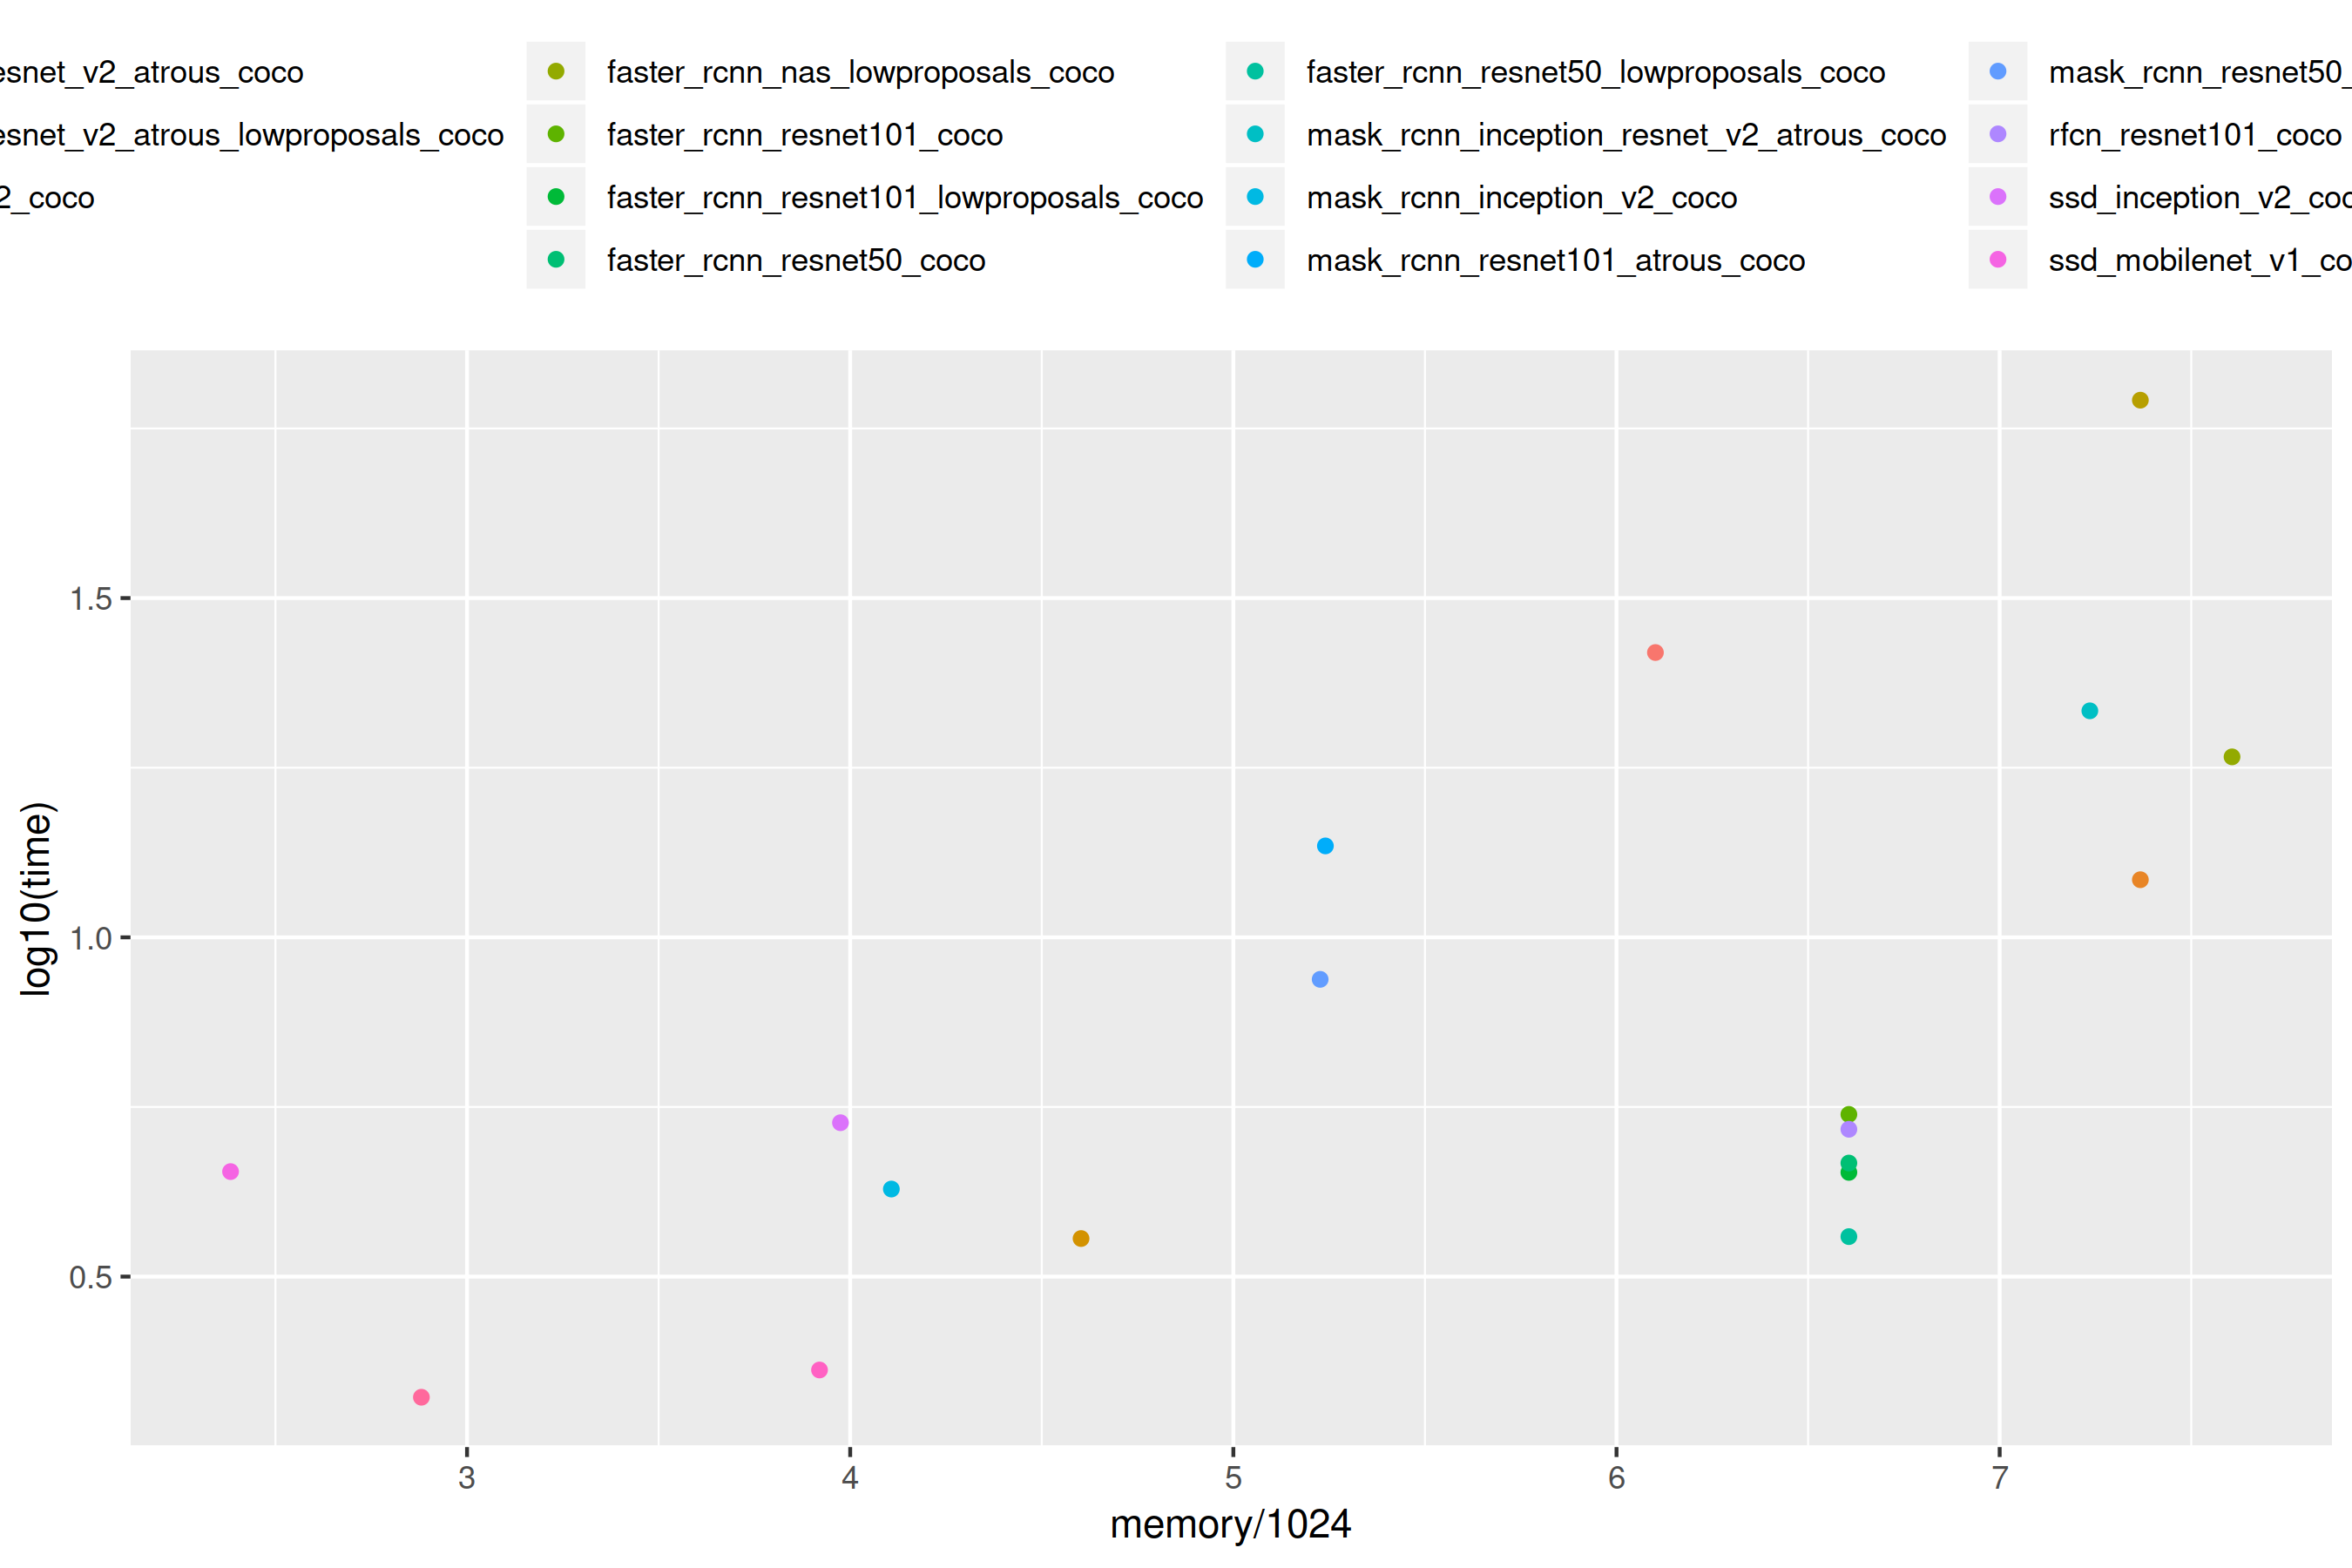 esnet_v2_atrous_coco
esnet_v2_atrous_lowproposals_coco
2_coco
faster_rcnn_nas_lowproposals_coco
faster_rcnn_resnet101_coco
faster_rcnn_resnet101_lowproposals_coco
faster_rcnn_resnet50_coco
faster_rcnn_resnet50_lowproposals_coco
mask_rcnn_inception_resnet_v2_atrous_coco
mask_rcnn_inception_v2_coco
mask_rcnn_resnet101_atrous_coco
mask_rcnn_resnet50_
rfcn_resnet101_coco
ssd_inception_v2_coc
ssd_mobilenet_v1_co
log10(time)
1.5
1.0
0.5
3 4 5 6 7
memory/1024